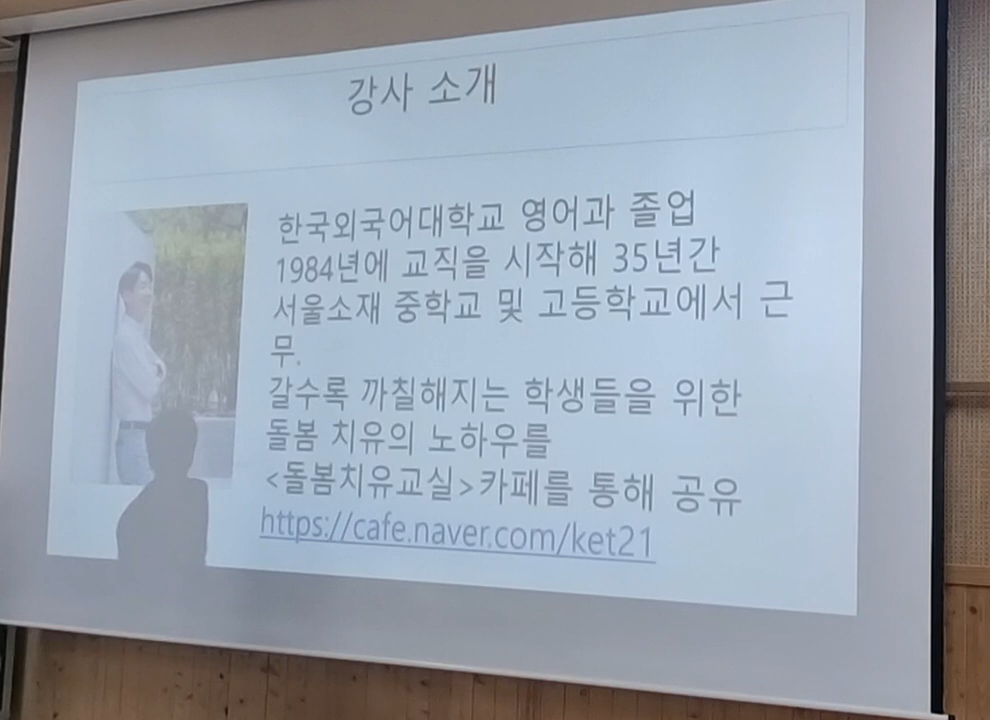 강사 소개
한국외국어대학교 영어과 졸업
1984년에 교직을 시작해 35년간
서울소재 중학교 및 고등학교에서 근
무.
갈수록 까칠해지는 학생들을 위한
돌봄 치유의 노하우를
<돌봄치유교실>카페를 통해 공유
https://cafe.naver.com/ket21